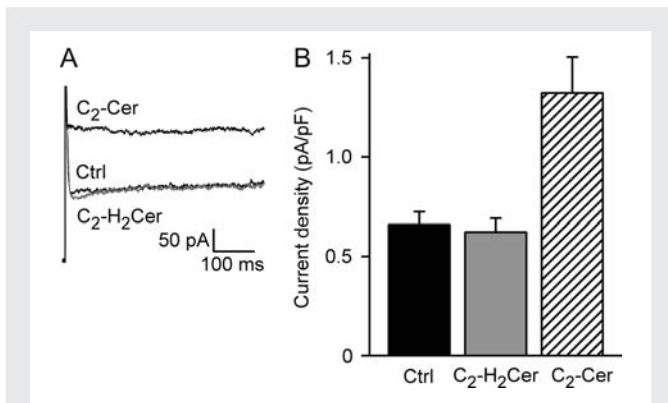 A
C₂-Cer
Ctrl
C₂-H₂Cer
50 pA
100 ms
B
Current density (pA/pF)
1.5
1.0
0.5
0
Ctrl
C₂-H₂Cer
C₂-Cer